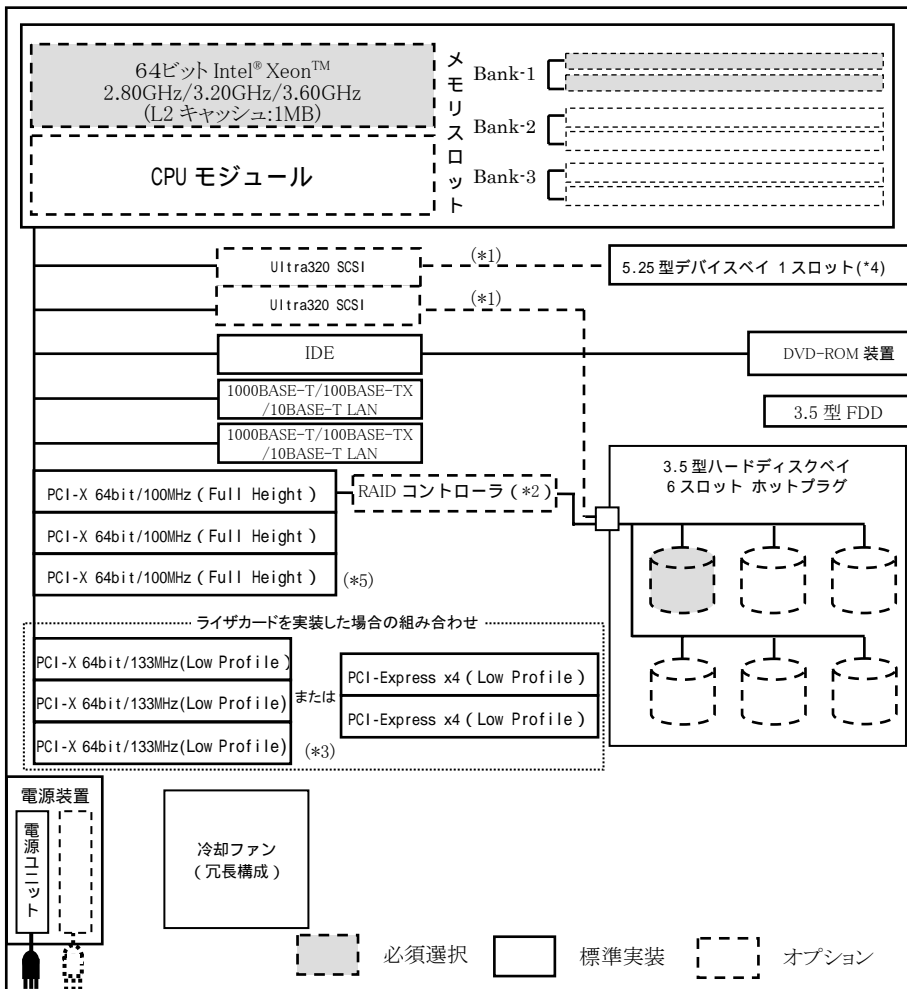 64ビット Intel® Xeon™
2.80GHz/3.20GHz/3.60GHz
(L2 キャッシュ:1MB)
CPU モジュール
メモリスロット
Bank-1
Bank-2
Bank-3
Ultra320 SCSI
(*1)
5.25 型デバイスベイ 1 スロット(*4)
Ultra320 SCSI
(*1)
IDE
DVD-ROM 装置
1000BASE-T/100BASE-TX
/10BASE-T LAN
3.5 型 FDD
1000BASE-T/100BASE-TX
/10BASE-T LAN
3.5 型ハードディスクベイ
6 スロット ホットプラグ
PCI-X 64bit/100MHz ( Full Height )
RAID コントローラ ( *2 )
PCI-X 64bit/100MHz ( Full Height )
PCI-X 64bit/100MHz ( Full Height )
(*5)
ライザカードを実装した場合の組み合わせ
PCI-X 64bit/133MHz(Low Profile)
PCI-X 64bit/133MHz(Low Profile)
PCI-X 64bit/133MHz(Low Profile)
(*3)
または
PCI-Express x4 ( Low Profile )
PCI-Express x4 ( Low Profile )
電源装置
電源ユニット
冷却ファン
( 冗長構成 )
必須選択
標準実装
オプション